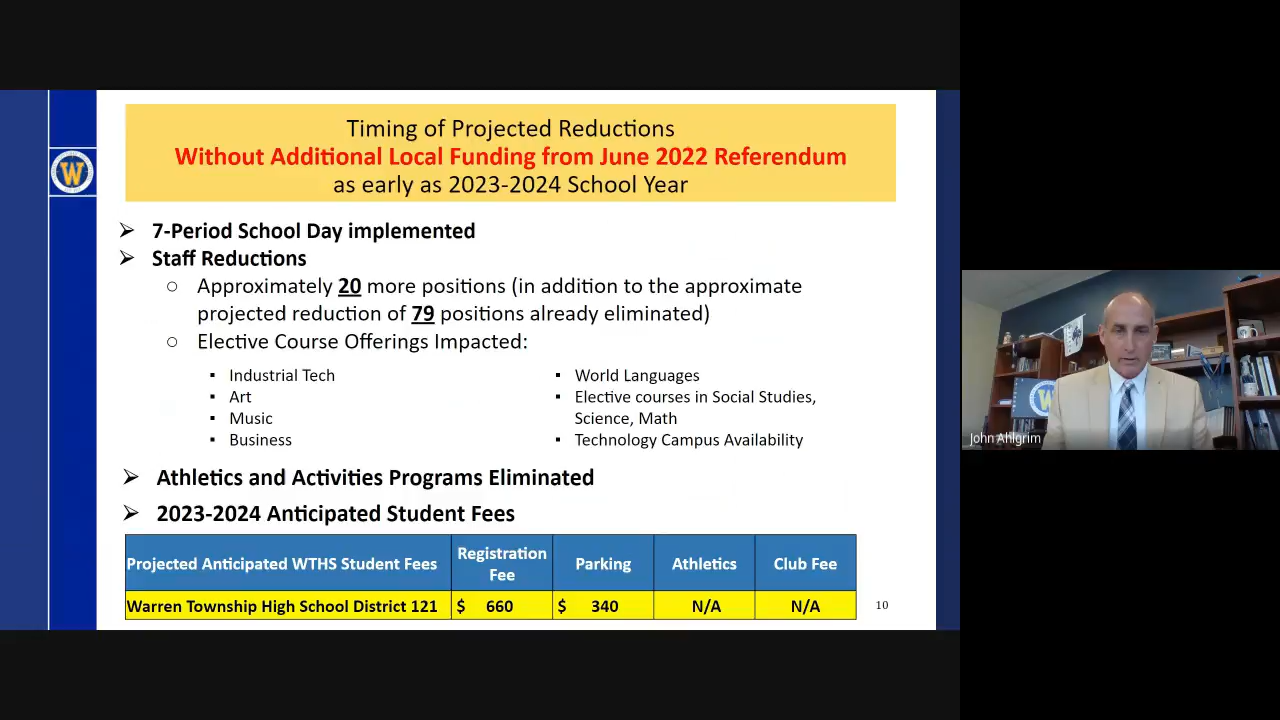 Timing of Projected Reductions
Without Additional Local Funding from June 2022 Referendum
as early as 2023-2024 School Year
W
➢ 7-Period School Day implemented
➢ Staff Reductions
○ Approximately 20 more positions (in addition to the approximate
projected reduction of 79 positions already eliminated)
○ Elective Course Offerings Impacted:
▪ Industrial Tech
▪ Art
▪ Music
▪ Business
▪ World Languages
▪ Elective courses in Social Studies,
Science, Math
▪ Technology Campus Availability
➢ Athletics and Activities Programs Eliminated
➢ 2023-2024 Anticipated Student Fees
Projected Anticipated WTHS Student Fees Registration Fee Parking Athletics Club Fee
Warren Township High School District 121 $ 660 $ 340 N/A N/A
10
W
John Ahlgrim